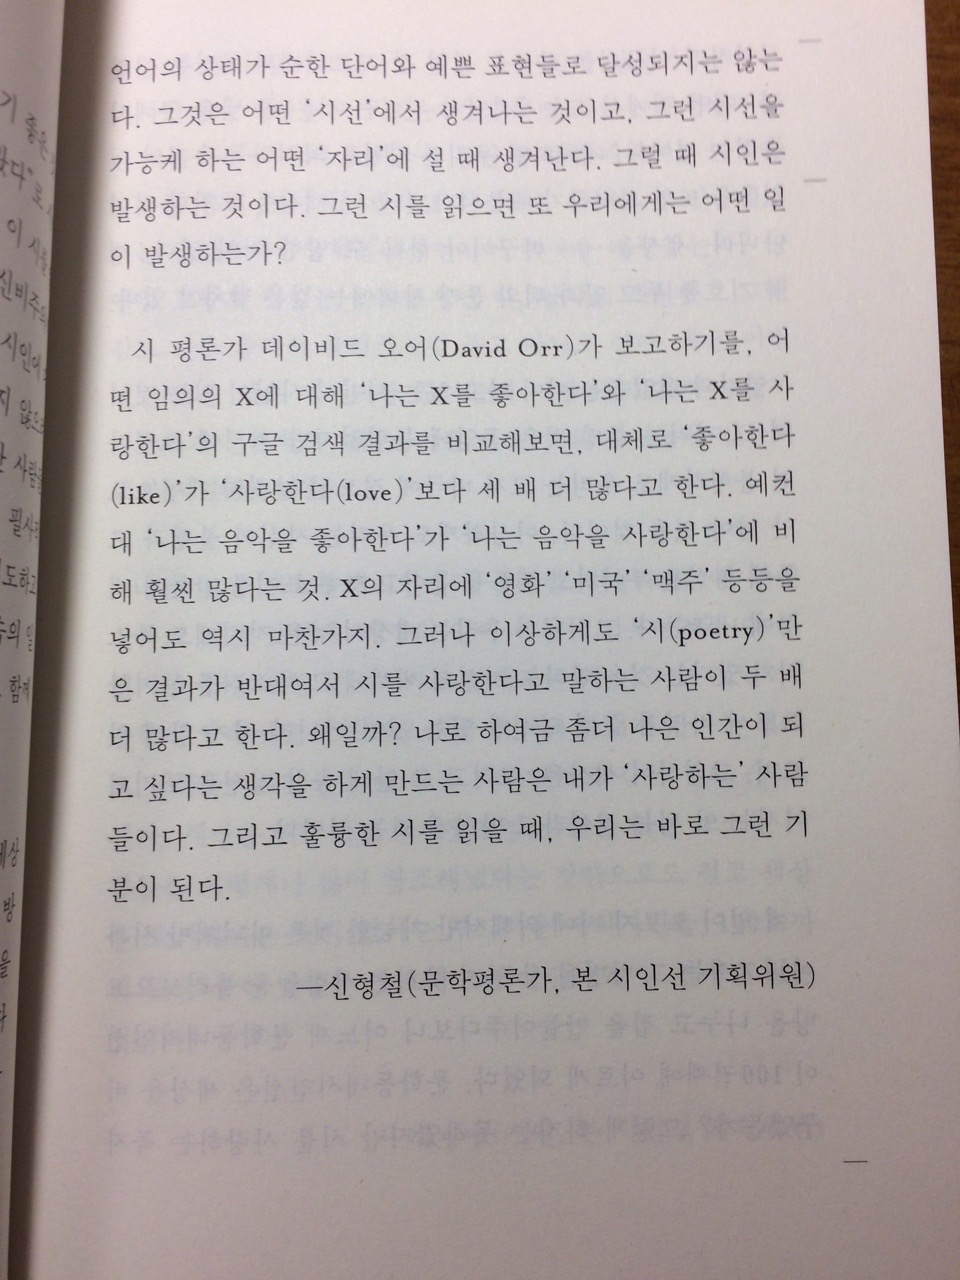 언어의 상태가 순한 단어와 예쁜 표현들로 달성되지는 않는
다. 그것은 어떤 ‘시선’에서 생겨나는 것이고, 그런 시선을
가능케 하는 어떤 ‘자리’에 설 때 생겨난다. 그럴 때 시인은
발생하는 것이다. 그런 시를 읽으면 또 우리에게는 어떤 일
이 발생하는가?
시 평론가 데이비드 오어(David Orr)가 보고하기를, 어
떤 임의의 X에 대해 ‘나는 X를 좋아한다’와 ‘나는 X를 사
랑한다’의 구글 검색 결과를 비교해보면, 대체로 ‘좋아한다
(like)’가 ‘사랑한다(love)’보다 세 배 더 많다고 한다. 예컨
대 ‘나는 음악을 좋아한다’가 ‘나는 음악을 사랑한다’에 비
해 훨씬 많다는 것. X의 자리에 ‘영화’ ‘미국’ ‘맥주’ 등등을
넣어도 역시 마찬가지. 그러나 이상하게도 ‘시(poetry)’만
은 결과가 반대여서 시를 사랑한다고 말하는 사람이 두 배
더 많다고 한다. 왜일까? 나로 하여금 좀더 나은 인간이 되
고 싶다는 생각을 하게 만드는 사람은 내가 ‘사랑하는’ 사람
들이다. 그리고 훌륭한 시를 읽을 때, 우리는 바로 그런 기
분이 된다.
—신형철(문학평론가, 본 시인선 기획위원)